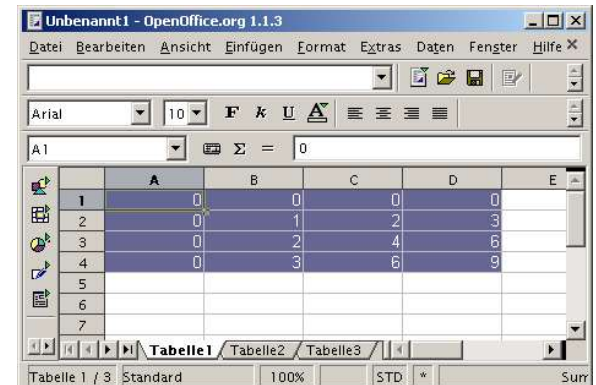 Unbenannt1 - OpenOffice.org 1.1.3
Datei Bearbeiten Ansicht Einfügen Format Extras Daten Fenster Hilfe
Arial 10 F k U A
A1 Σ = 0
A B C D E
1 0 0 0 0
2 0 1 2 3
3 0 2 4 6
4 0 3 6 9
5
6
7
Tabelle1 Tabelle2 Tabelle3
Tabelle 1 / 3 Standard 100% STD * Sum